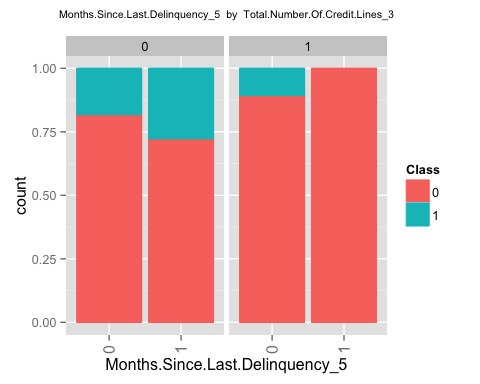 Months.Since.Last.Delinquency_5 by Total.Number.Of.Credit.Lines_3
0 1
1.00
0.75
0.50
0.25
0.00
count
0 1 0 1
Months.Since.Last.Delinquency_5
Class
0
1